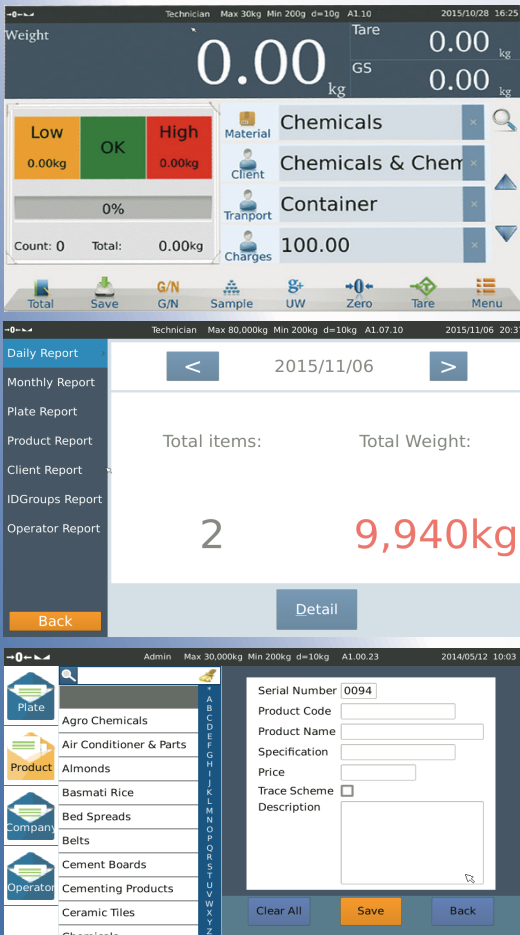 →0← Technician Max 30kg Min 200g d=10g A1.10 2015/10/28 16:25
Weight 0.00 kg
Tare 0.00 kg
GS 0.00 kg
Low OK High
0.00kg 0.00kg
0%
Count: 0 Total: 0.00kg
Material Chemicals ×
Client Chemicals & Chem ×
Tranport Container ×
Charges 100.00 ×
G/N g+ →0←
Total Save G/N Sample UW Zero Tare Menu
→0← Technician Max 80,000kg Min 200kg d=10kg A1.07.10 2015/11/06 20:37
Daily Report
Monthly Report
Plate Report
Product Report
Client Report
IDGroups Report
Operator Report
Back
< 2015/11/06 >
Total items: Total Weight:
2 9,940kg
Detail
→0← Admin Max 30,000kg Min 200kg d=10kg A1.00.23 2014/05/12 10:03
Plate
Product
Company
Operator
Agro Chemicals
Air Conditioner & Parts
Almonds
Basmati Rice
Bed Spreads
Belts
Cement Boards
Cementing Products
Ceramic Tiles
Chemicals
*
A
B
C
D
E
F
G
H
I
J
K
L
M
N
O
P
Q
R
S
T
U
V
W
X
Y
Z
Serial Number 0094
Product Code
Product Name
Specification
Price
Trace Scheme
Description
Clear All Save Back